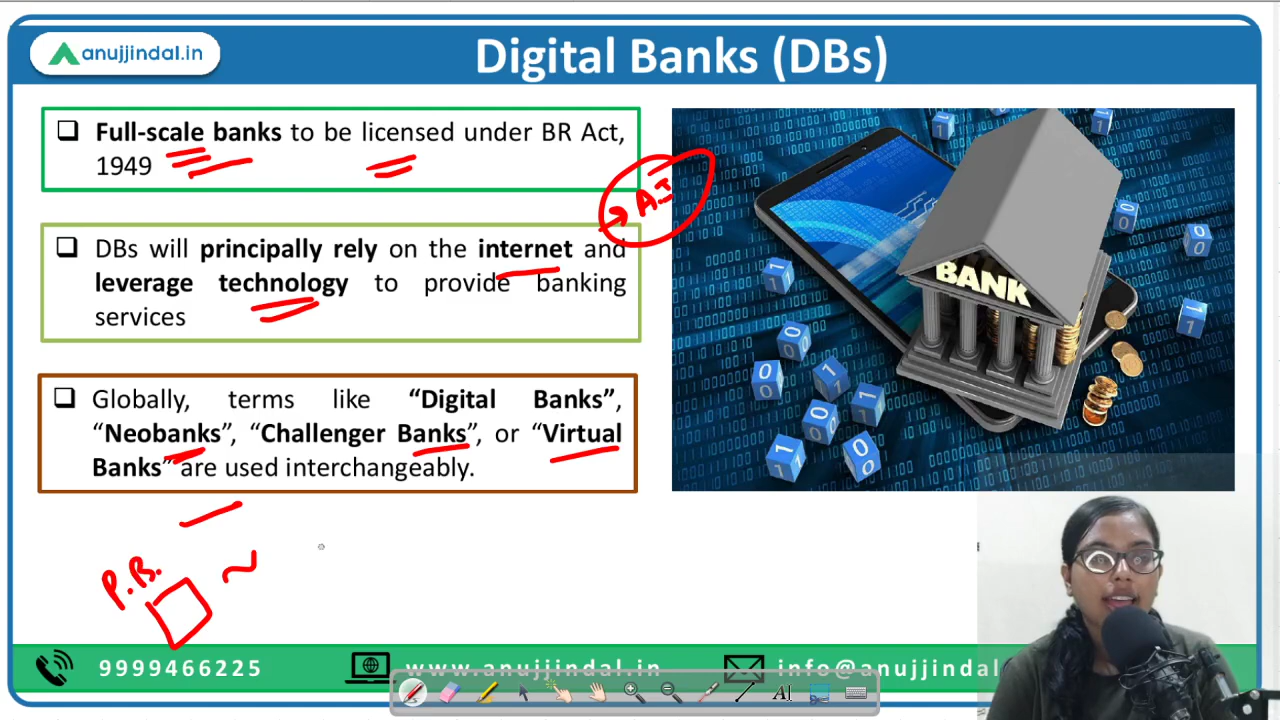 anujjindal.in
Digital Banks (DBs)
Full-scale banks to be licensed under BR Act,
1949
→ A.I
DBs will principally rely on the internet and
leverage technology to provide banking
services
Globally, terms like “Digital Banks”,
“Neobanks”, “Challenger Banks”, or “Virtual
Banks” are used interchangeably.
BANK
P.B.
9999466225
www.anujjindal.in
info@anujjindal